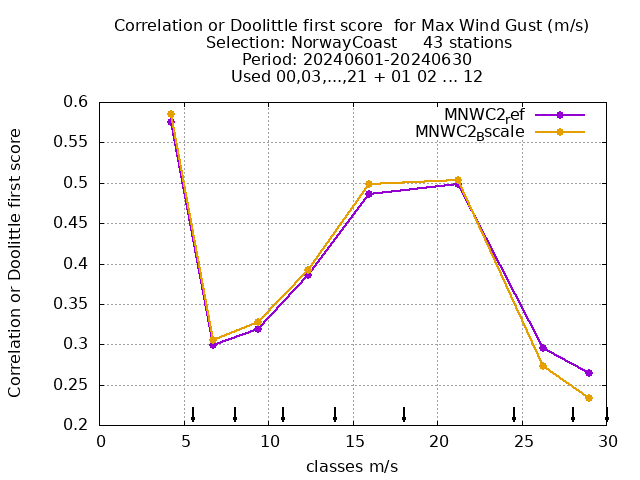 Correlation or Doolittle first score  for Max Wind Gust (m/s)
Selection: NorwayCoast     43 stations
Period: 20240601-20240630
Used 00,03,...,21 + 01 02 ... 12
MNWC2ref
MNWC2Bscale
0.6
0.55
0.5
0.45
0.4
0.35
0.3
0.25
0.2
Correlation or Doolittle first score
0 5 10 15 20 25 30
classes m/s